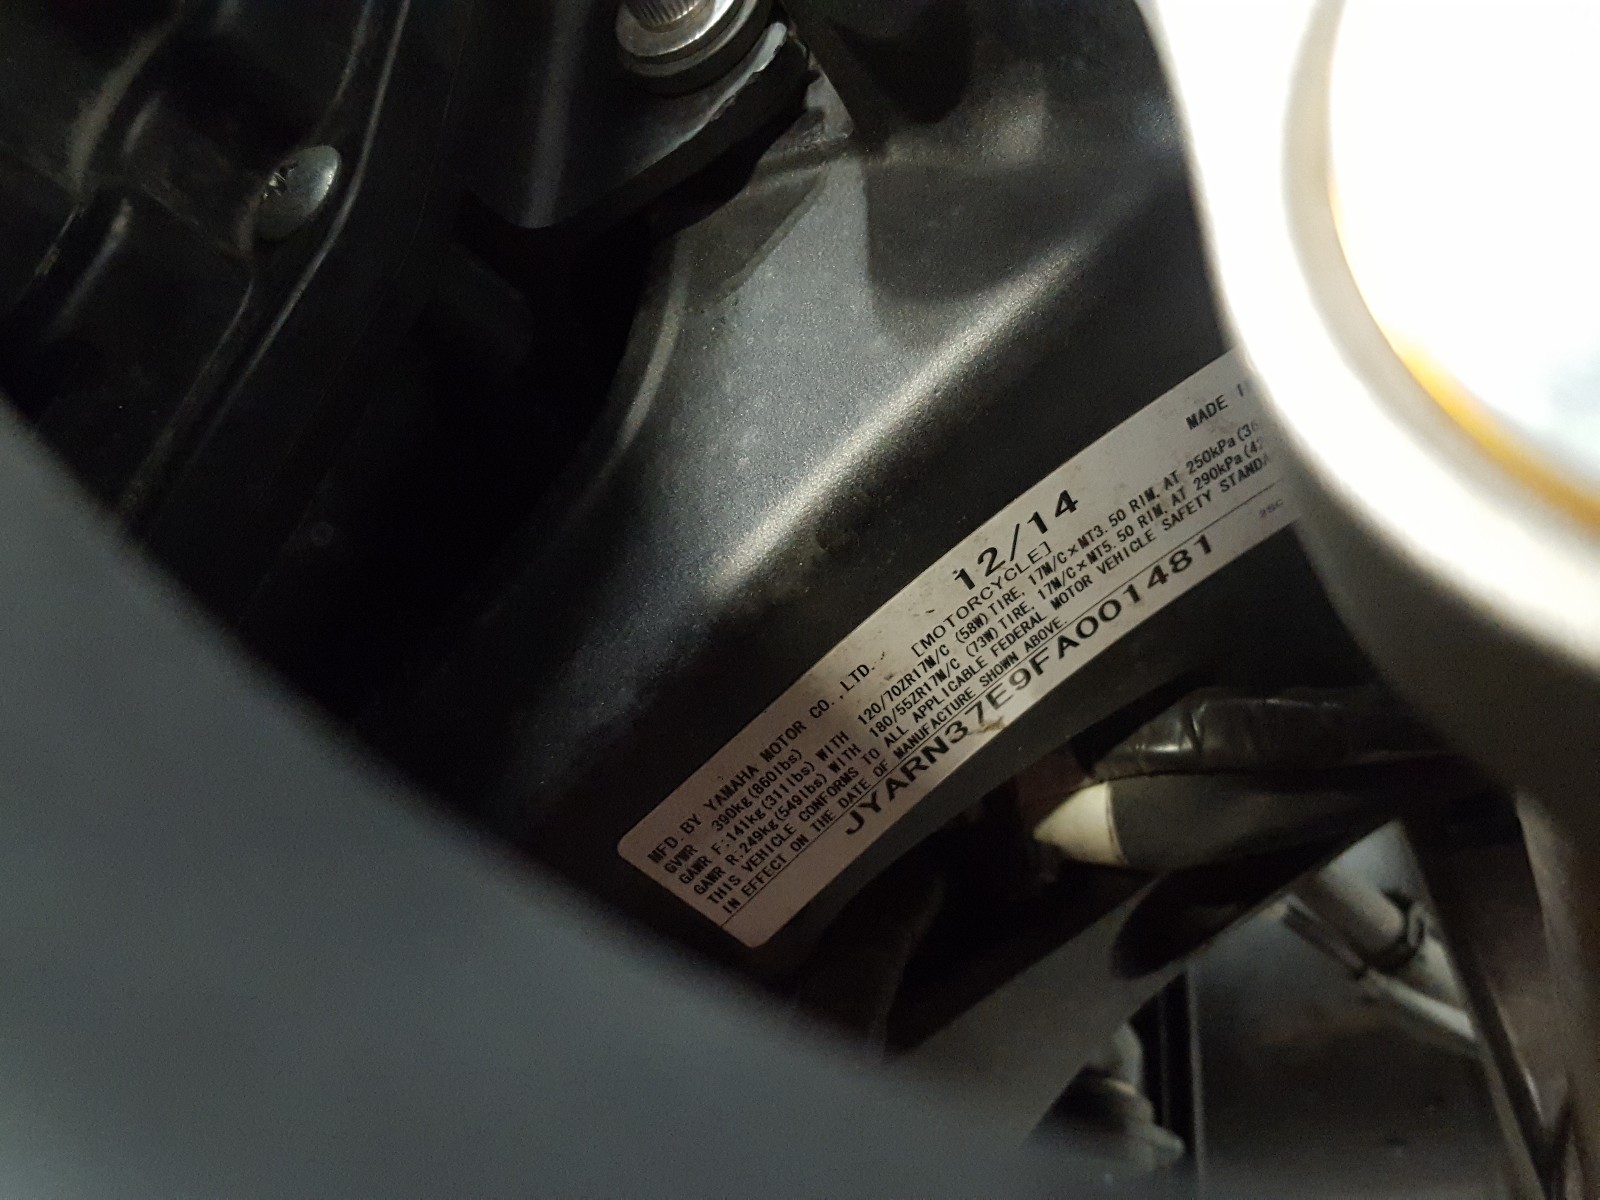 MFD. BY YAMAHA MOTOR CO., LTD. 12/14 MADE
GVWR 390kg(860lbs) [MOTORCYCLE]
GAWR F:141kg(311lbs) WITH 120/70ZR17M/C (58W)TIRE, 17M/C×MT3.50 RIM, AT 250kPa(36
GAWR R:249kg(549lbs) WITH 180/55ZR17M/C (73W)TIRE, 17M/C×MT5.50 RIM, AT 290kPa(42
THIS VEHICLE CONFORMS TO ALL APPLICABLE FEDERAL MOTOR VEHICLE SAFETY STANDA
IN EFFECT ON THE DATE OF MANUFACTURE SHOWN ABOVE.
JYARN37E9FA001481